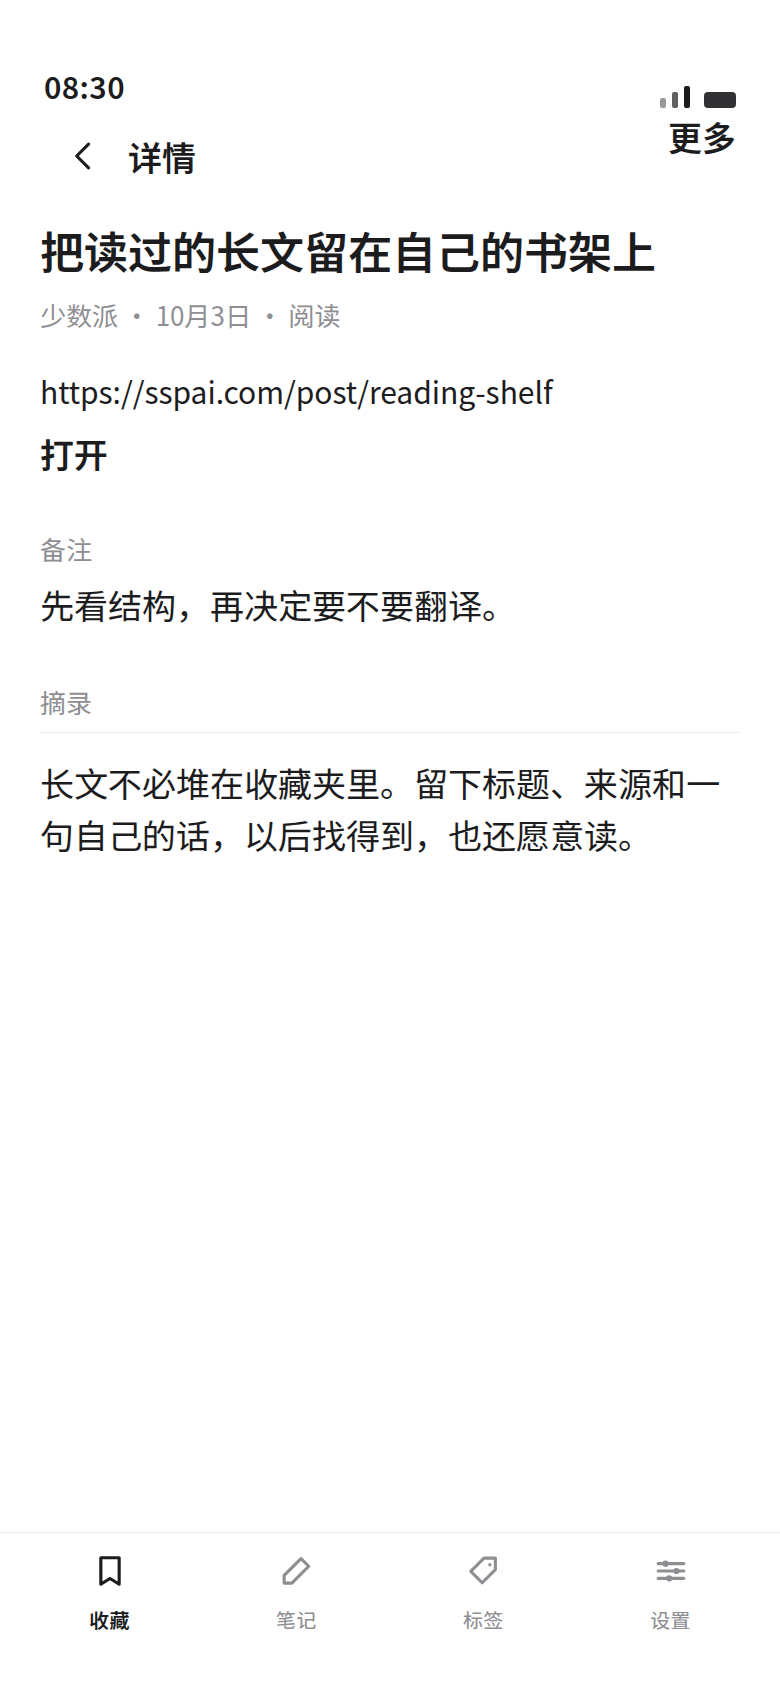 08:30
详情
更多
把读过的长文留在自己的书架上
少数派 · 10月3日 · 阅读
https://sspai.com/post/reading-shelf
打开
备注
先看结构，再决定要不要翻译。
摘录
长文不必堆在收藏夹里。留下标题、来源和一
句自己的话，以后找得到，也还愿意读。
收藏
笔记
标签
设置